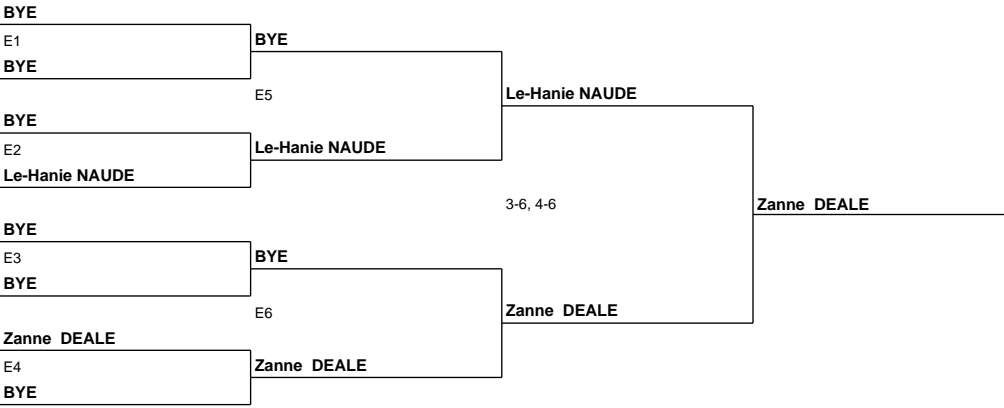 BYE
E1
BYE
BYE
E5
Le-Hanie NAUDE
BYE
E2
Le-Hanie NAUDE
Le-Hanie NAUDE
3-6, 4-6
Zanne DEALE
BYE
E3
BYE
BYE
E6
Zanne DEALE
Zanne DEALE
E4
Zanne DEALE
BYE